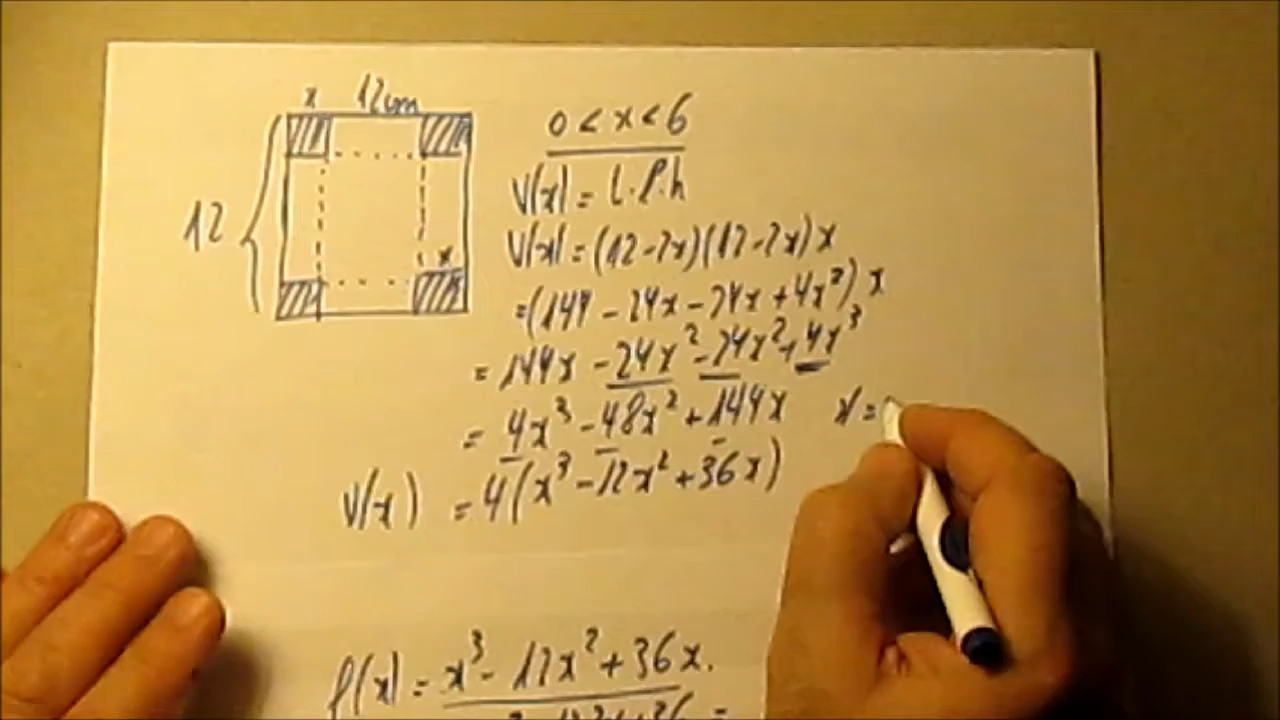 x 12cm
12
x
0 < x < 6
V(x) = l.l.h
V(x) = (12-2x)(12-2x)x
=(144 - 24x - 24x + 4x²) x
= 144x - 24x² - 24x² + 4x³
= 4x³ - 48x² + 144x x=
V(x) = 4(x³ - 12x² + 36x)
f(x) = x³ - 12x² + 36x.